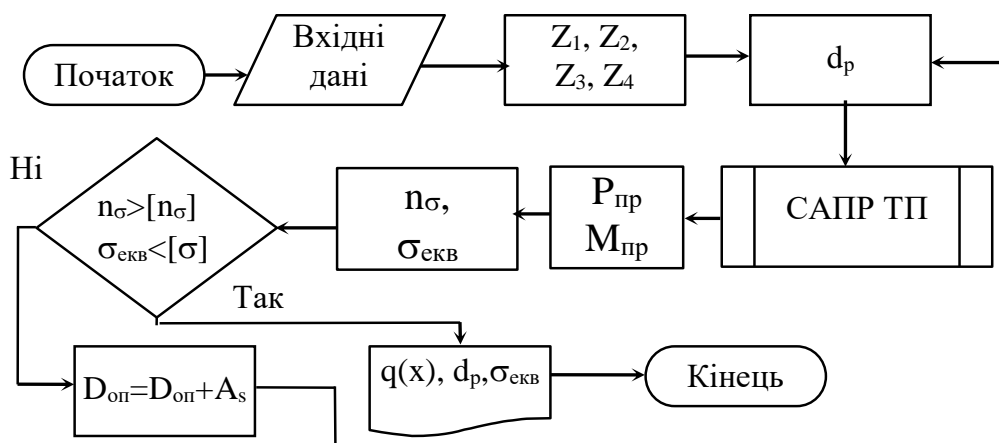 Початок
Вхідні
дані
Z₁, Z₂,
Z₃, Z₄
dₚ
САПР ТП
Pпр
Mпр
nσ,
σекв
Ні
nσ>[nσ]
σекв<[σ]
Так
Dоп=Dоп+Aₛ
q(x), dₚ,σекв
Кінець